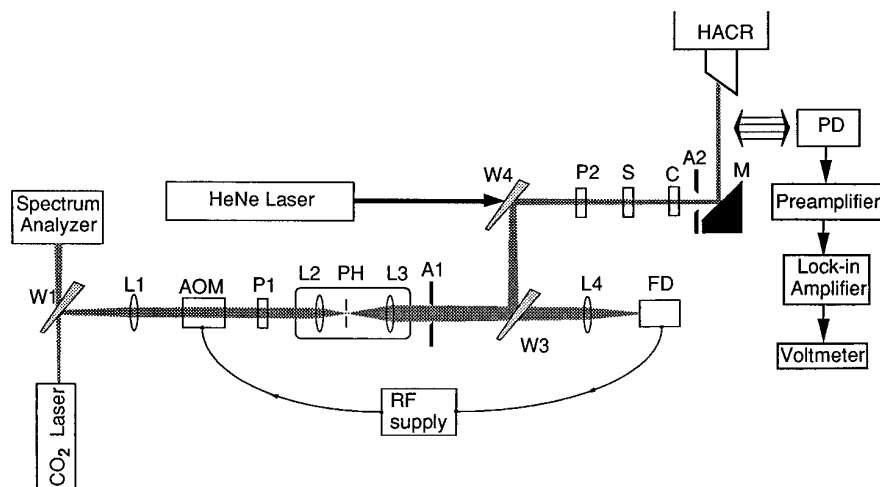 HACR
PD
A2
M
W4
P2
S
C
HeNe Laser
Preamplifier
Spectrum
Analyzer
Lock-in
Amplifier
L1
AOM
P1
L2
PH
L3
A1
L4
FD
W1
W3
Voltmeter
RF
supply
CO₂ Laser